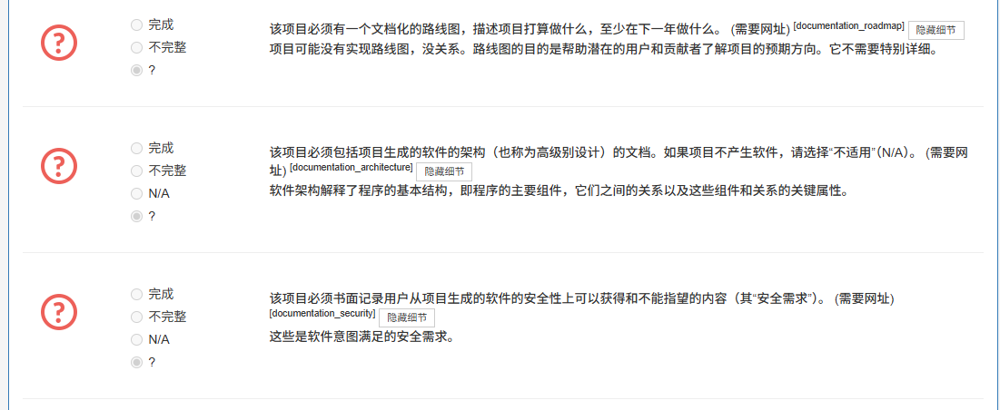 完成
不完整
?
该项目必须有一个文档化的路线图，描述项目打算做什么，至少在下一年做什么。 (需要网址) [documentation_roadmap] 隐藏细节
项目可能没有实现路线图，没关系。路线图的目的是帮助潜在的用户和贡献者了解项目的预期方向。它不需要特别详细。
完成
不完整
N/A
?
该项目必须包括项目生成的软件的架构（也称为高级别设计）的文档。如果项目不产生软件，请选择“不适用”（N/A）。 (需要网
址) [documentation_architecture] 隐藏细节
软件架构解释了程序的基本结构，即程序的主要组件，它们之间的关系以及这些组件和关系的关键属性。
完成
不完整
N/A
?
该项目必须书面记录用户从项目生成的软件的安全性上可以获得和不能指望的内容（其“安全需求”）。 (需要网址)
[documentation_security] 隐藏细节
这些是软件意图满足的安全需求。